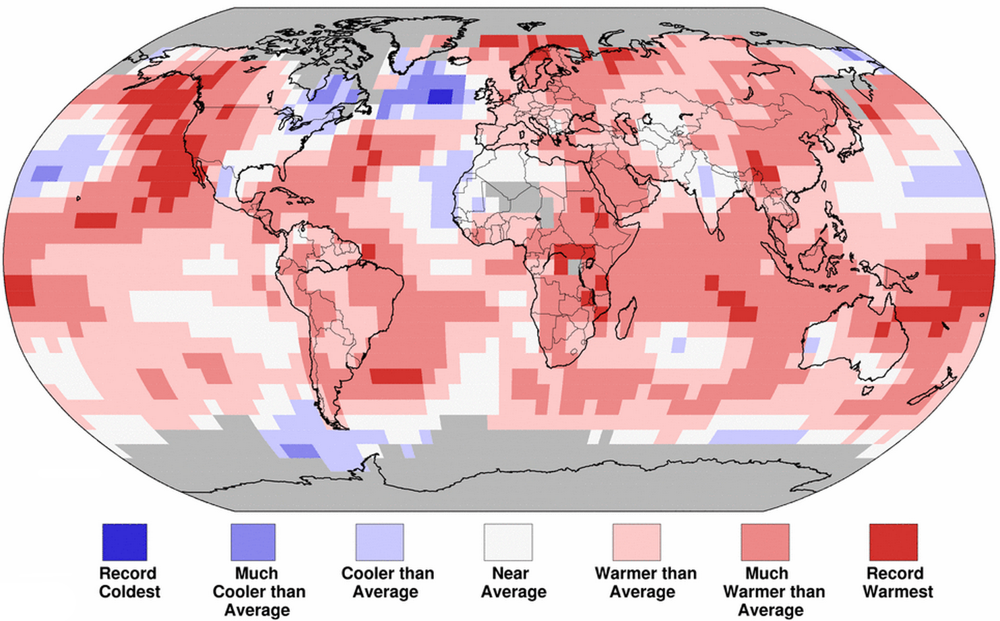 Record
Coldest
Much
Cooler than
Average
Cooler than
Average
Near
Average
Warmer than
Average
Much
Warmer than
Average
Record
Warmest